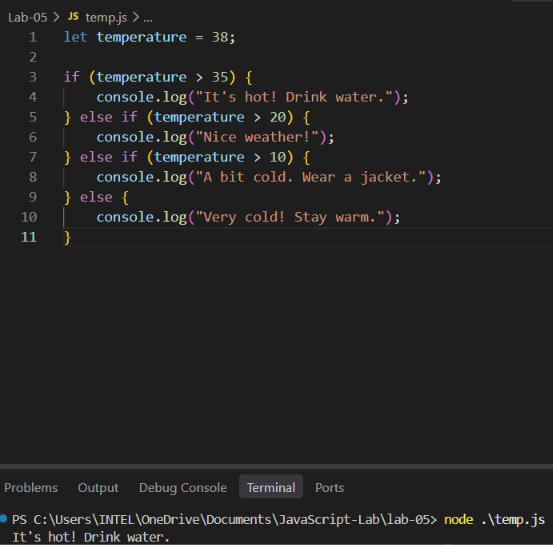 Lab-05 > JS temp.js > ...
1 let temperature = 38;
2
3 if (temperature > 35) {
4     console.log("It's hot! Drink water.");
5 } else if (temperature > 20) {
6     console.log("Nice weather!");
7 } else if (temperature > 10) {
8     console.log("A bit cold. Wear a jacket.");
9 } else {
10     console.log("Very cold! Stay warm.");
11 }
Problems Output Debug Console Terminal Ports
PS C:\Users\INTEL\OneDrive\Documents\JavaScript-Lab\lab-05> node .\temp.js
It's hot! Drink water.